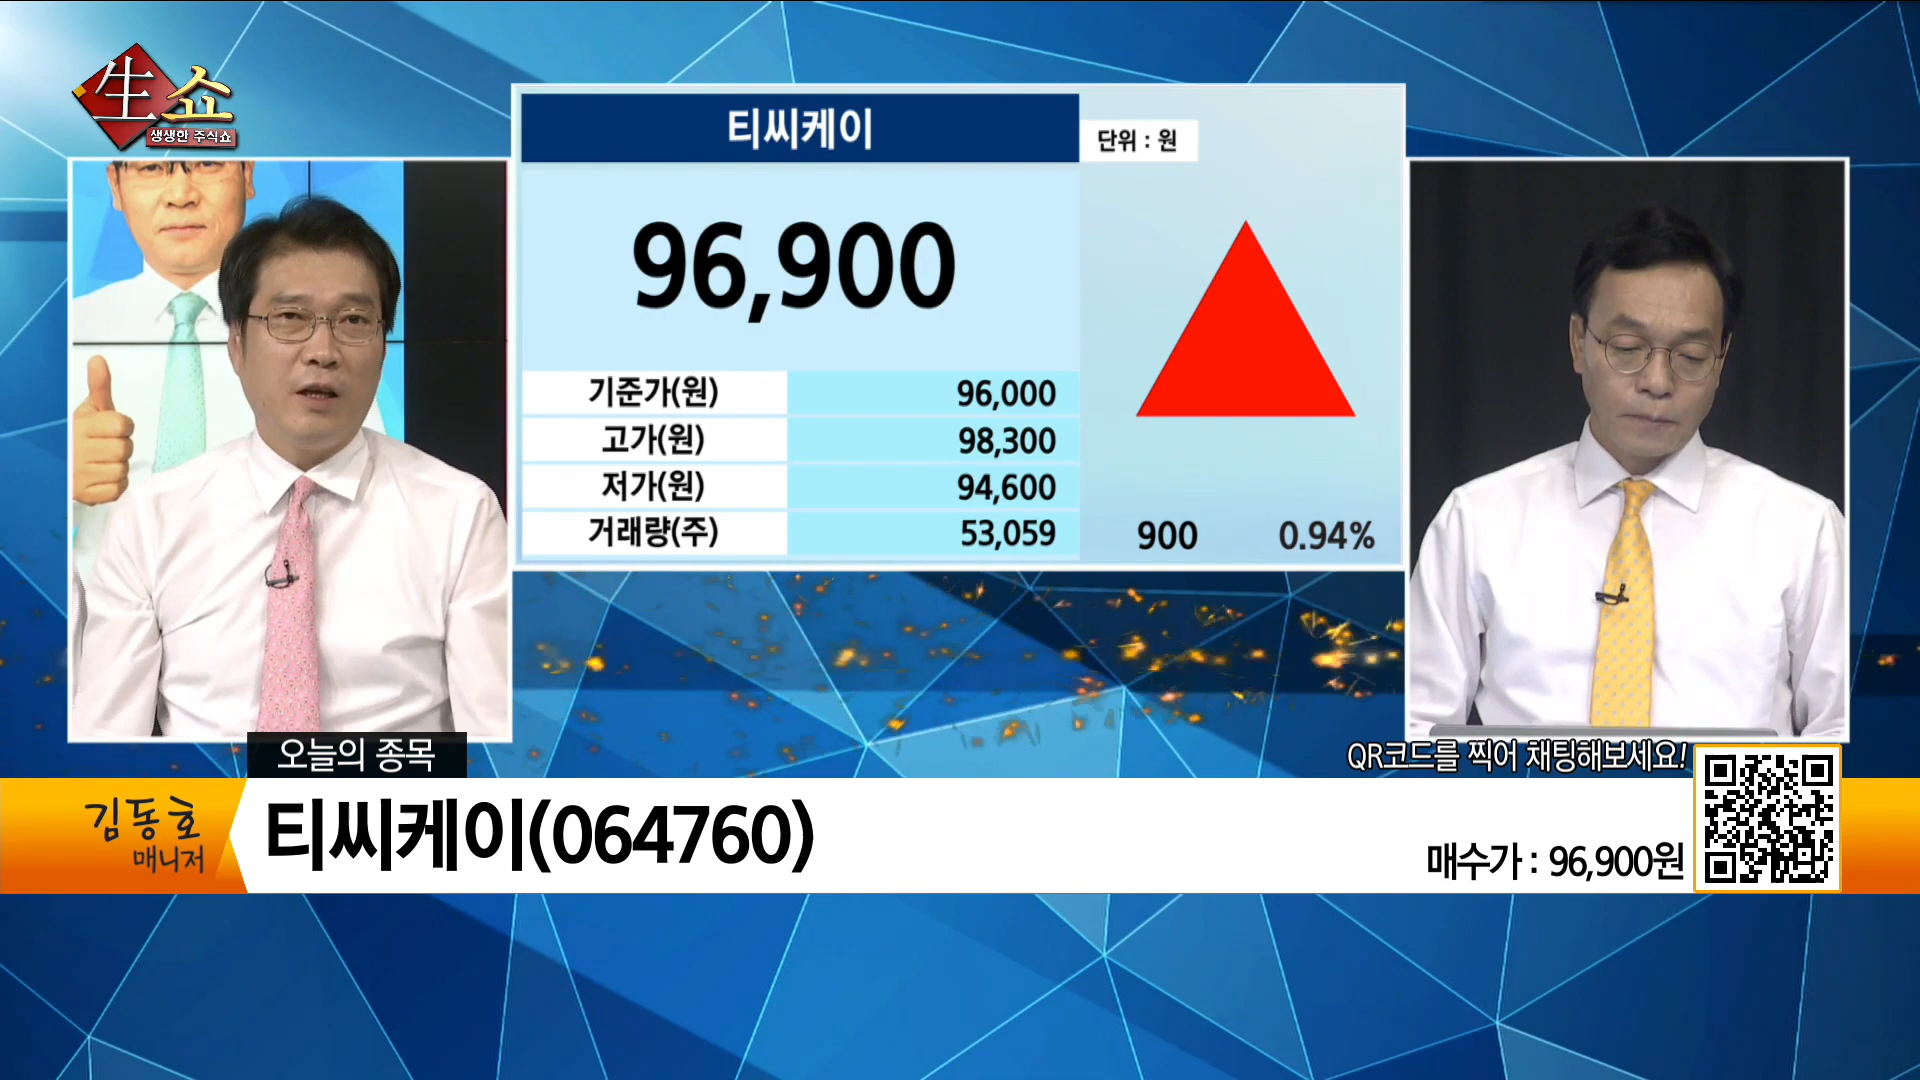 生쇼
생생한 주식쇼
티씨케이
단위 : 원
96,900
기준가(원) 96,000
고가(원) 98,300
저가(원) 94,600
거래량(주) 53,059
900 0.94%
오늘의 종목
QR코드를 찍어 채팅해보세요!
김동호
매니저
티씨케이(064760)
매수가 : 96,900원